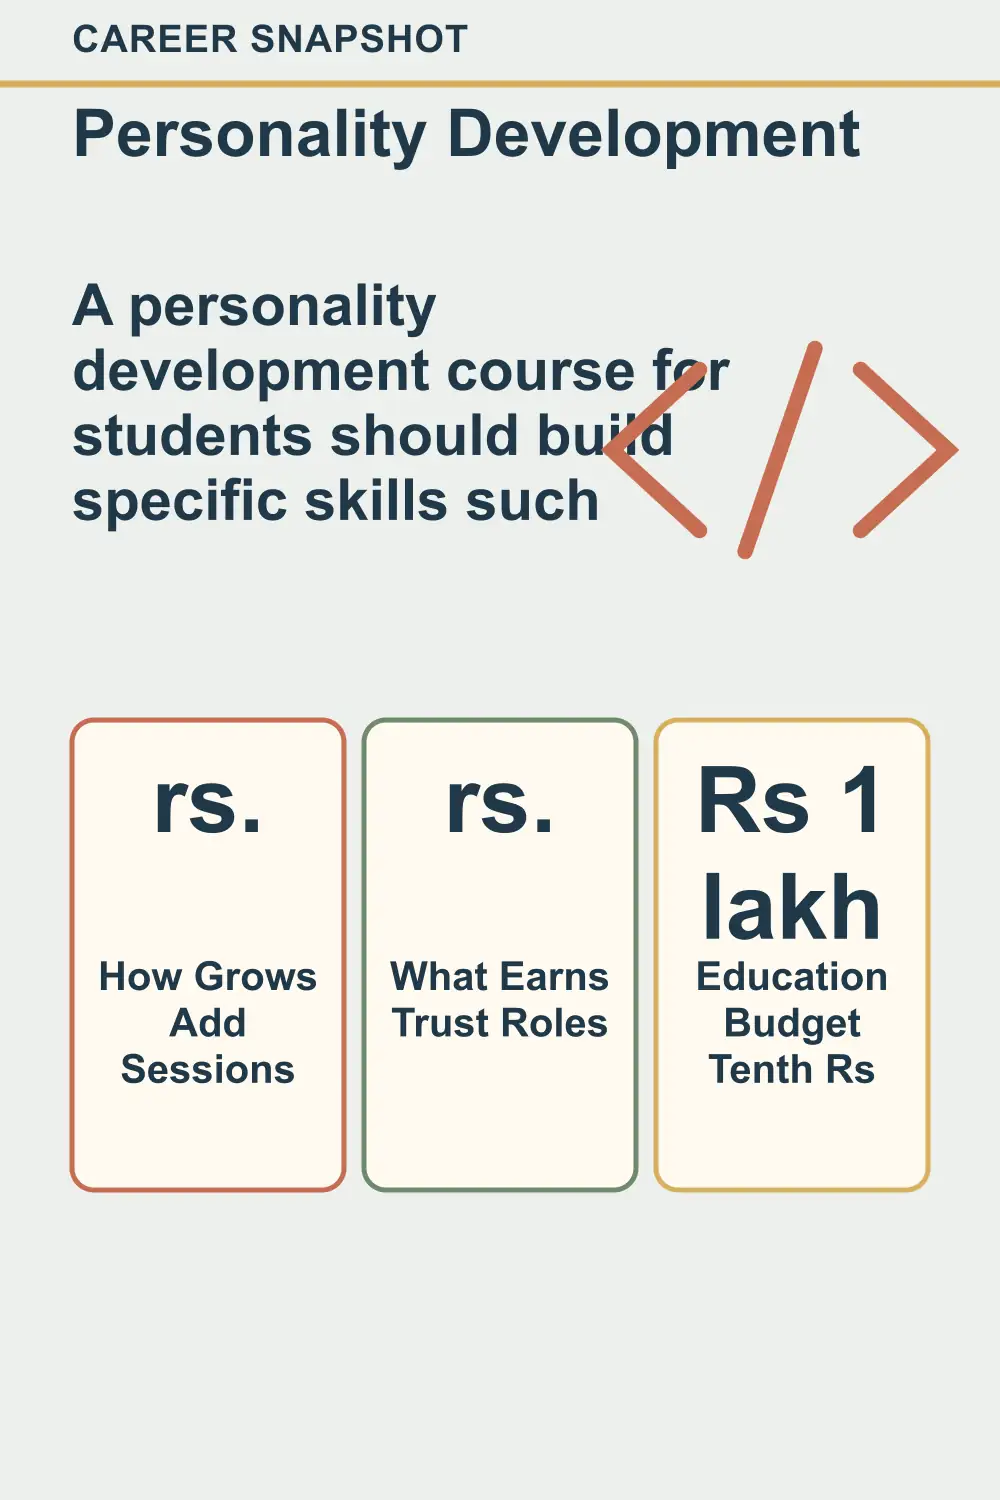 CAREER SNAPSHOT
Personality Development
A personality
development course for
students should build
specific skills such
rs.
How Grows
Add
Sessions
rs.
What Earns
Trust Roles
Rs 1
lakh
Education
Budget
Tenth Rs